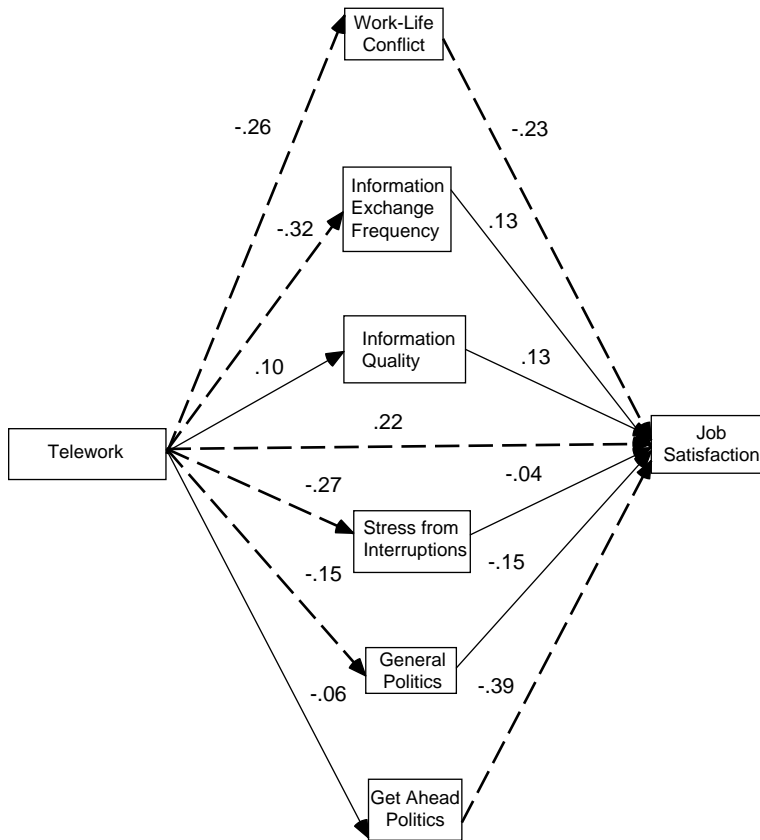 Work-Life
Conflict
-.26
-.23
Information
Exchange
Frequency
-.32
.13
Information
Quality
.10
.13
.22
Telework
Job
Satisfaction
-.27
-.04
Stress from
Interruptions
-.15
-.15
General
Politics
-.06
-.39
Get Ahead
Politics